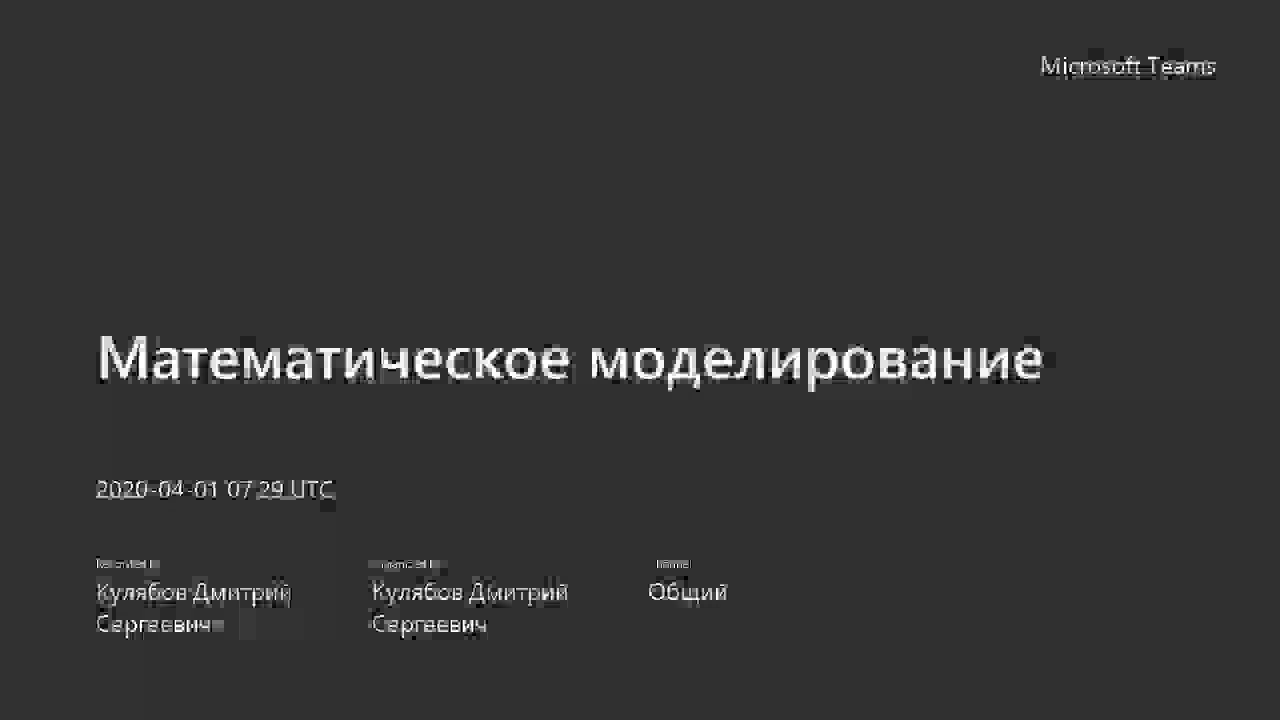 Microsoft Teams
Математическое моделирование
2020-04-01 07:29 UTC
Кулябов Дмитрий
Сергеевич
Кулябов Дмитрий
Сергеевич
Общий